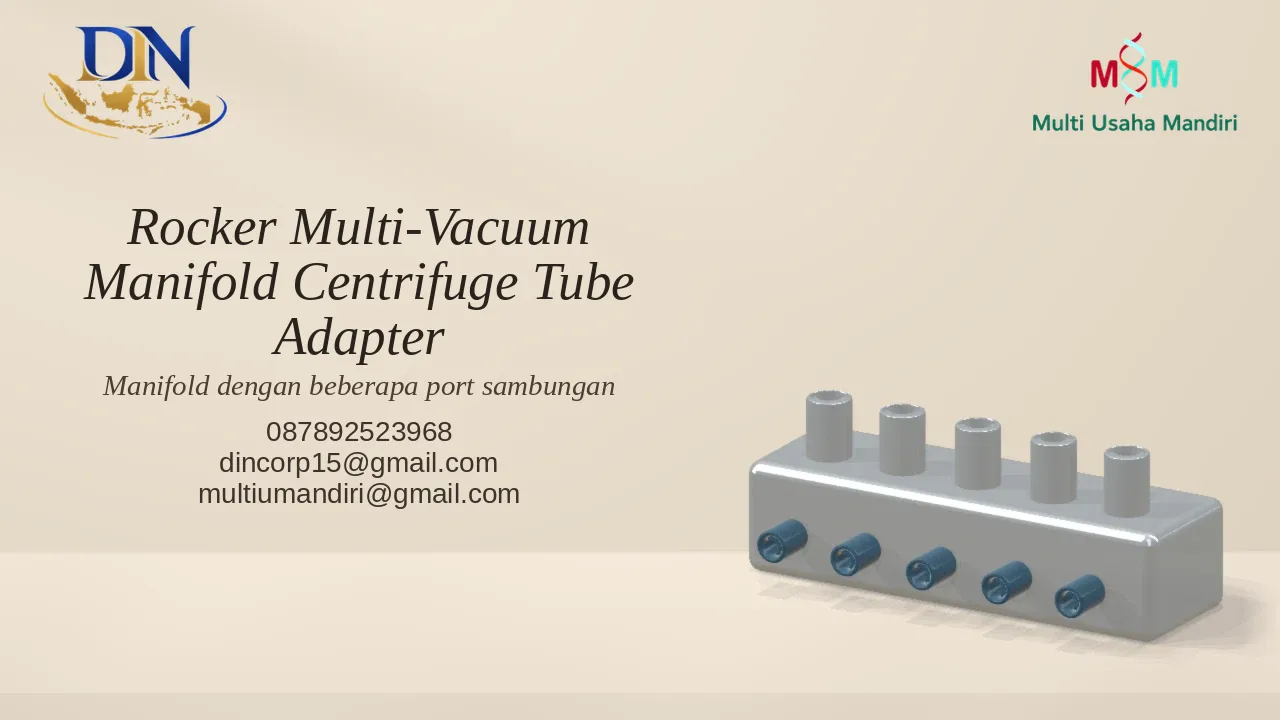 DIN
M M
Multi Usaha Mandiri
Rocker Multi-Vacuum
Manifold Centrifuge Tube
Adapter
Manifold dengan beberapa port sambungan
087892523968
dincorp15@gmail.com
multiumandiri@gmail.com